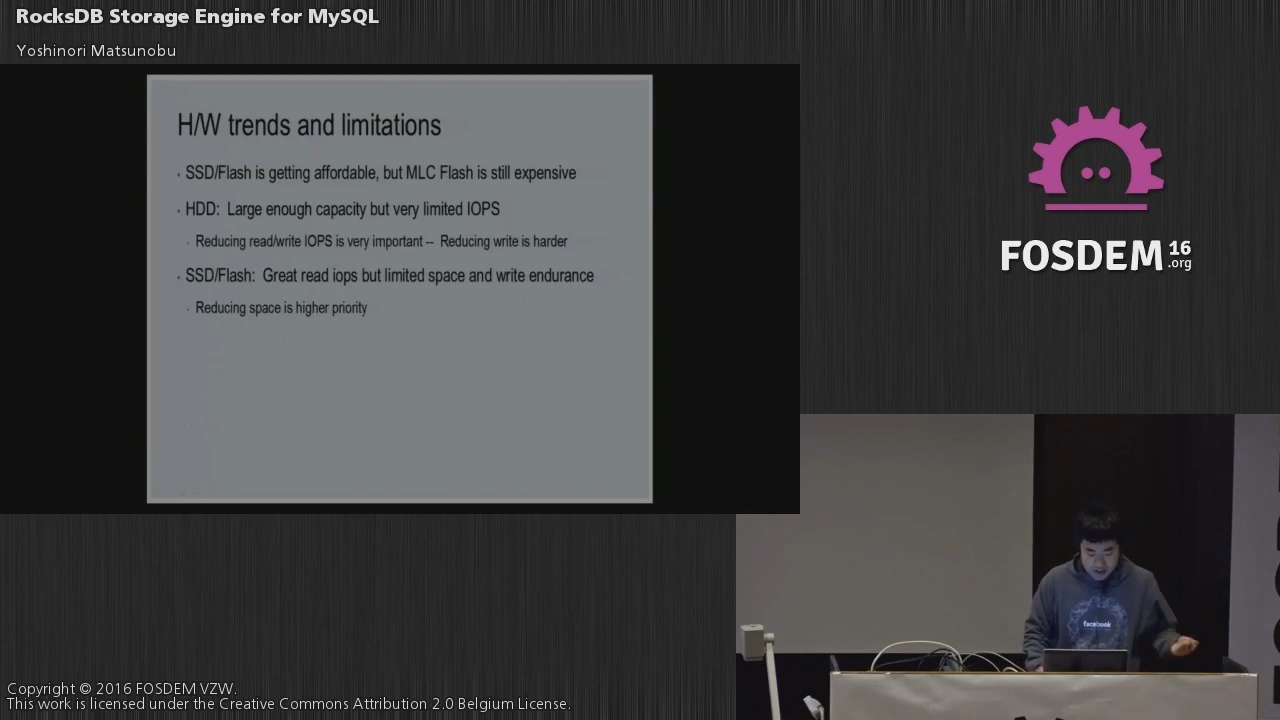 RocksDB Storage Engine for MySQL
Yoshinori Matsunobu
H/W trends and limitations
· SSD/Flash is getting affordable, but MLC Flash is still expensive
· HDD: Large enough capacity but very limited IOPS
· Reducing read/write IOPS is very important -- Reducing write is harder
· SSD/Flash: Great read iops but limited space and write endurance
· Reducing space is higher priority
FOSDEM 16
.org
facebook
Copyright © 2016 FOSDEM VZW.
This work is licensed under the Creative Commons Attribution 2.0 Belgium License.